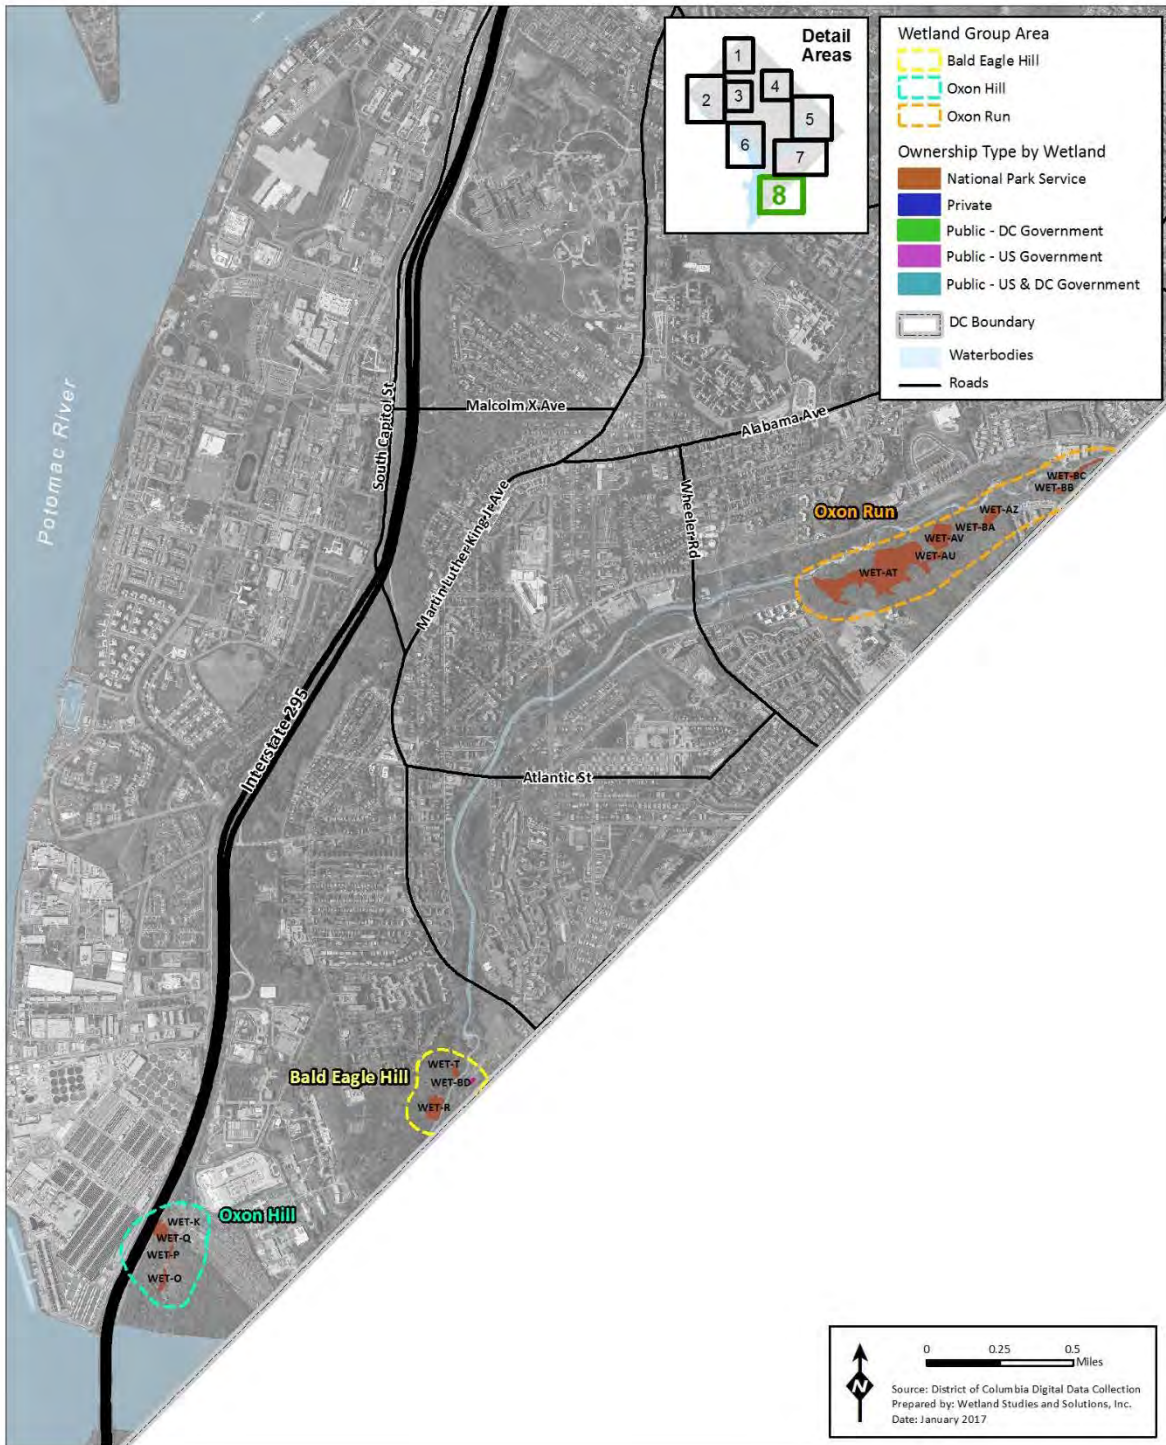 Detail
Areas
1
2
3
4
5
6
7
8
Wetland Group Area
Bald Eagle Hill
Oxon Hill
Oxon Run
Ownership Type by Wetland
National Park Service
Private
Public - DC Government
Public - US Government
Public - US & DC Government
DC Boundary
Waterbodies
Roads
Potomac River
South Capitol St
Malcolm X Ave
Alabama Ave
Martin Luther King Jr Ave
Wheeler Rd
Oxon Run
WET-BC
WET-BB
WET-AZ
WET-BA
WET-AV
WET-AU
WET-AT
Interstate 295
Atlantic St
Bald Eagle Hill
WET-T
WET-BD
WET-R
Oxon Hill
WET-K
WET-Q
WET-P
WET-O
N
0 0.25 0.5
Miles
Source: District of Columbia Digital Data Collection
Prepared by: Wetland Studies and Solutions, Inc.
Date: January 2017